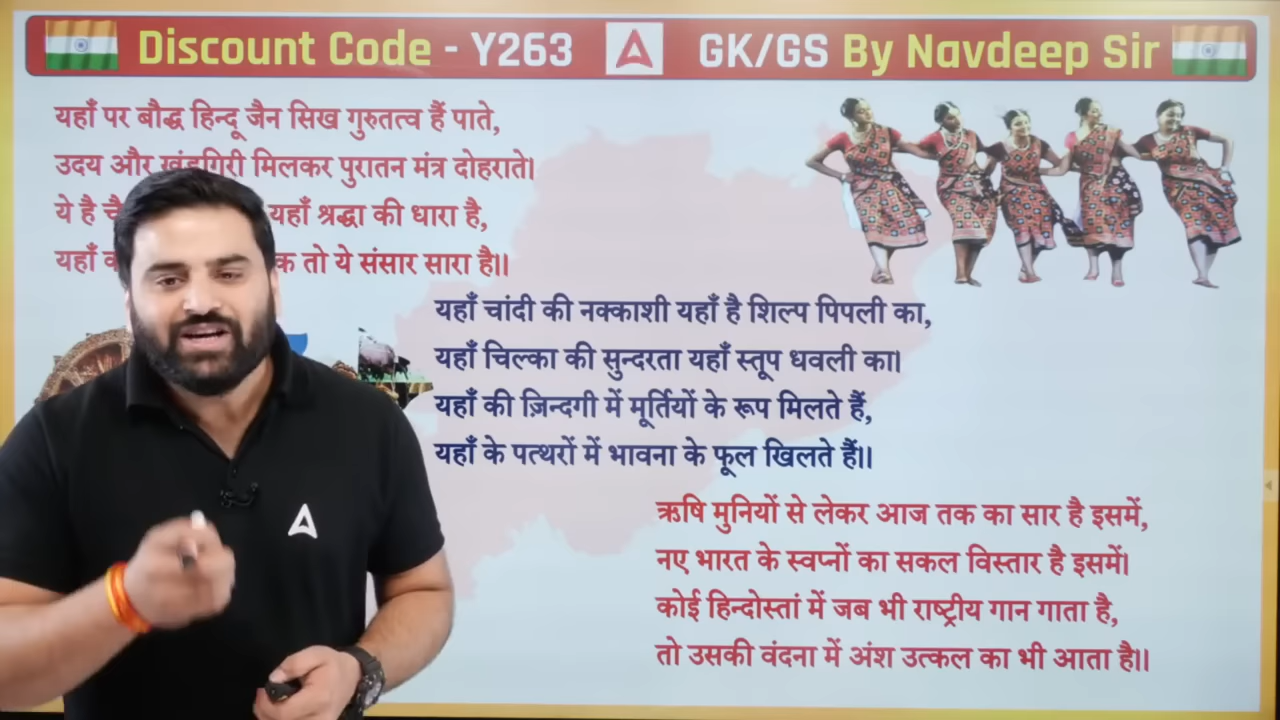 Discount Code - Y263
GK/GS By Navdeep Sir
यहाँ पर बौद्ध हिन्दू जैन सिख गुरुतत्व हैं पाते,
उदय और खंडगिरी मिलकर पुरातन मंत्र दोहराते।
ये है यहाँ श्रद्धा की धारा है,
यहाँ तो ये संसार सारा है।।
यहाँ चांदी की नक्काशी यहाँ है शिल्प पिपली का,
यहाँ चिल्का की सुन्दरता यहाँ स्तूप धवली का।
यहाँ की ज़िन्दगी में मूर्तियों के रूप मिलते हैं,
यहाँ के पत्थरों में भावना के फूल खिलते हैं।।
ऋषि मुनियों से लेकर आज तक का सार है इसमें,
नए भारत के स्वप्नों का सकल विस्तार है इसमें।
कोई हिन्दोस्तां में जब भी राष्ट्रीय गान गाता है,
तो उसकी वंदना में अंश उत्कल का भी आता है।।